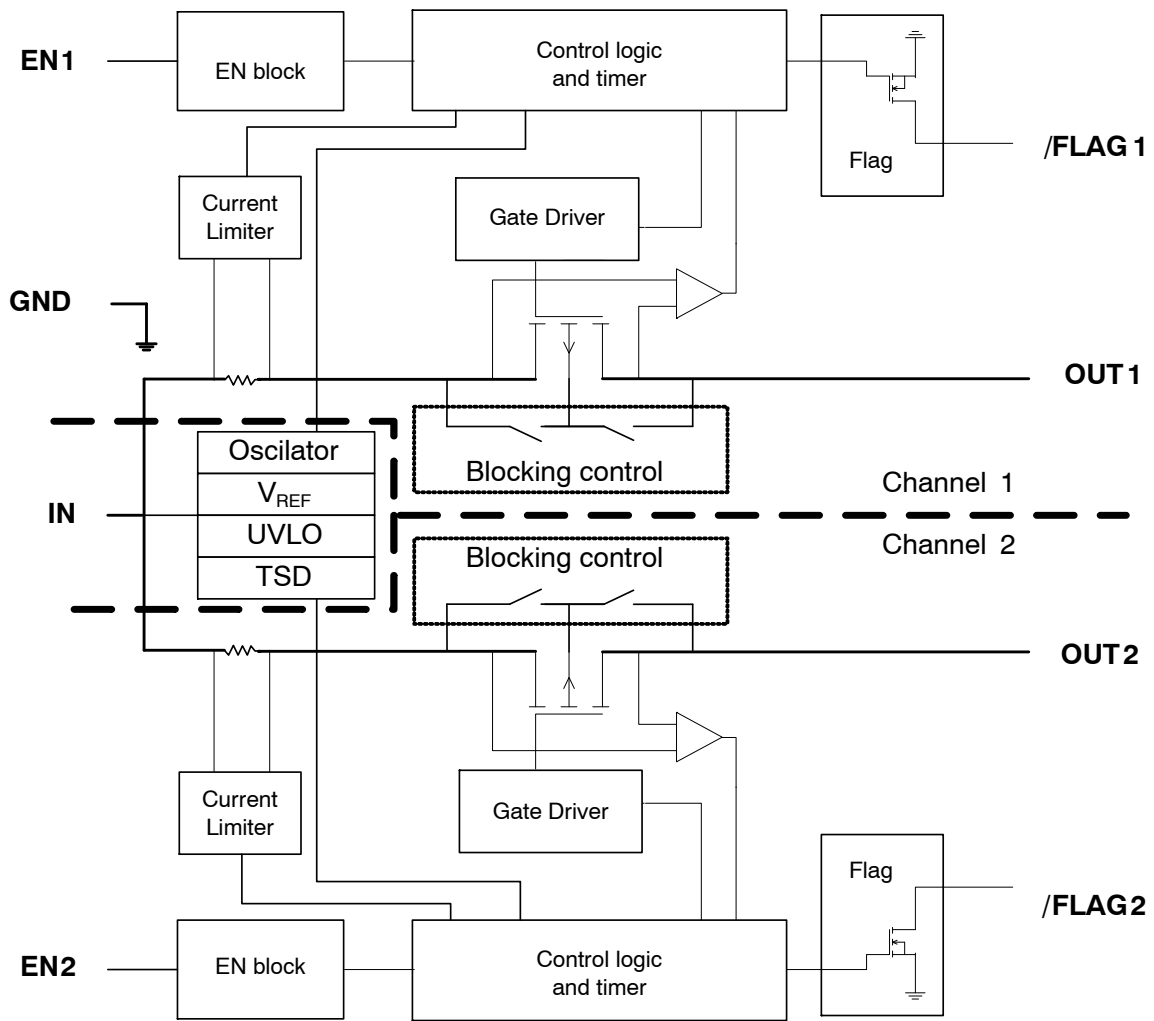 EN1
EN block
Control logic
and timer
Flag
/FLAG1
Current
Limiter
Gate Driver
GND
OUT1
Oscilator
VREF
UVLO
TSD
IN
Blocking control
Channel 1
Channel 2
Blocking control
OUT2
Current
Limiter
Gate Driver
Flag
/FLAG2
EN2
EN block
Control logic
and timer